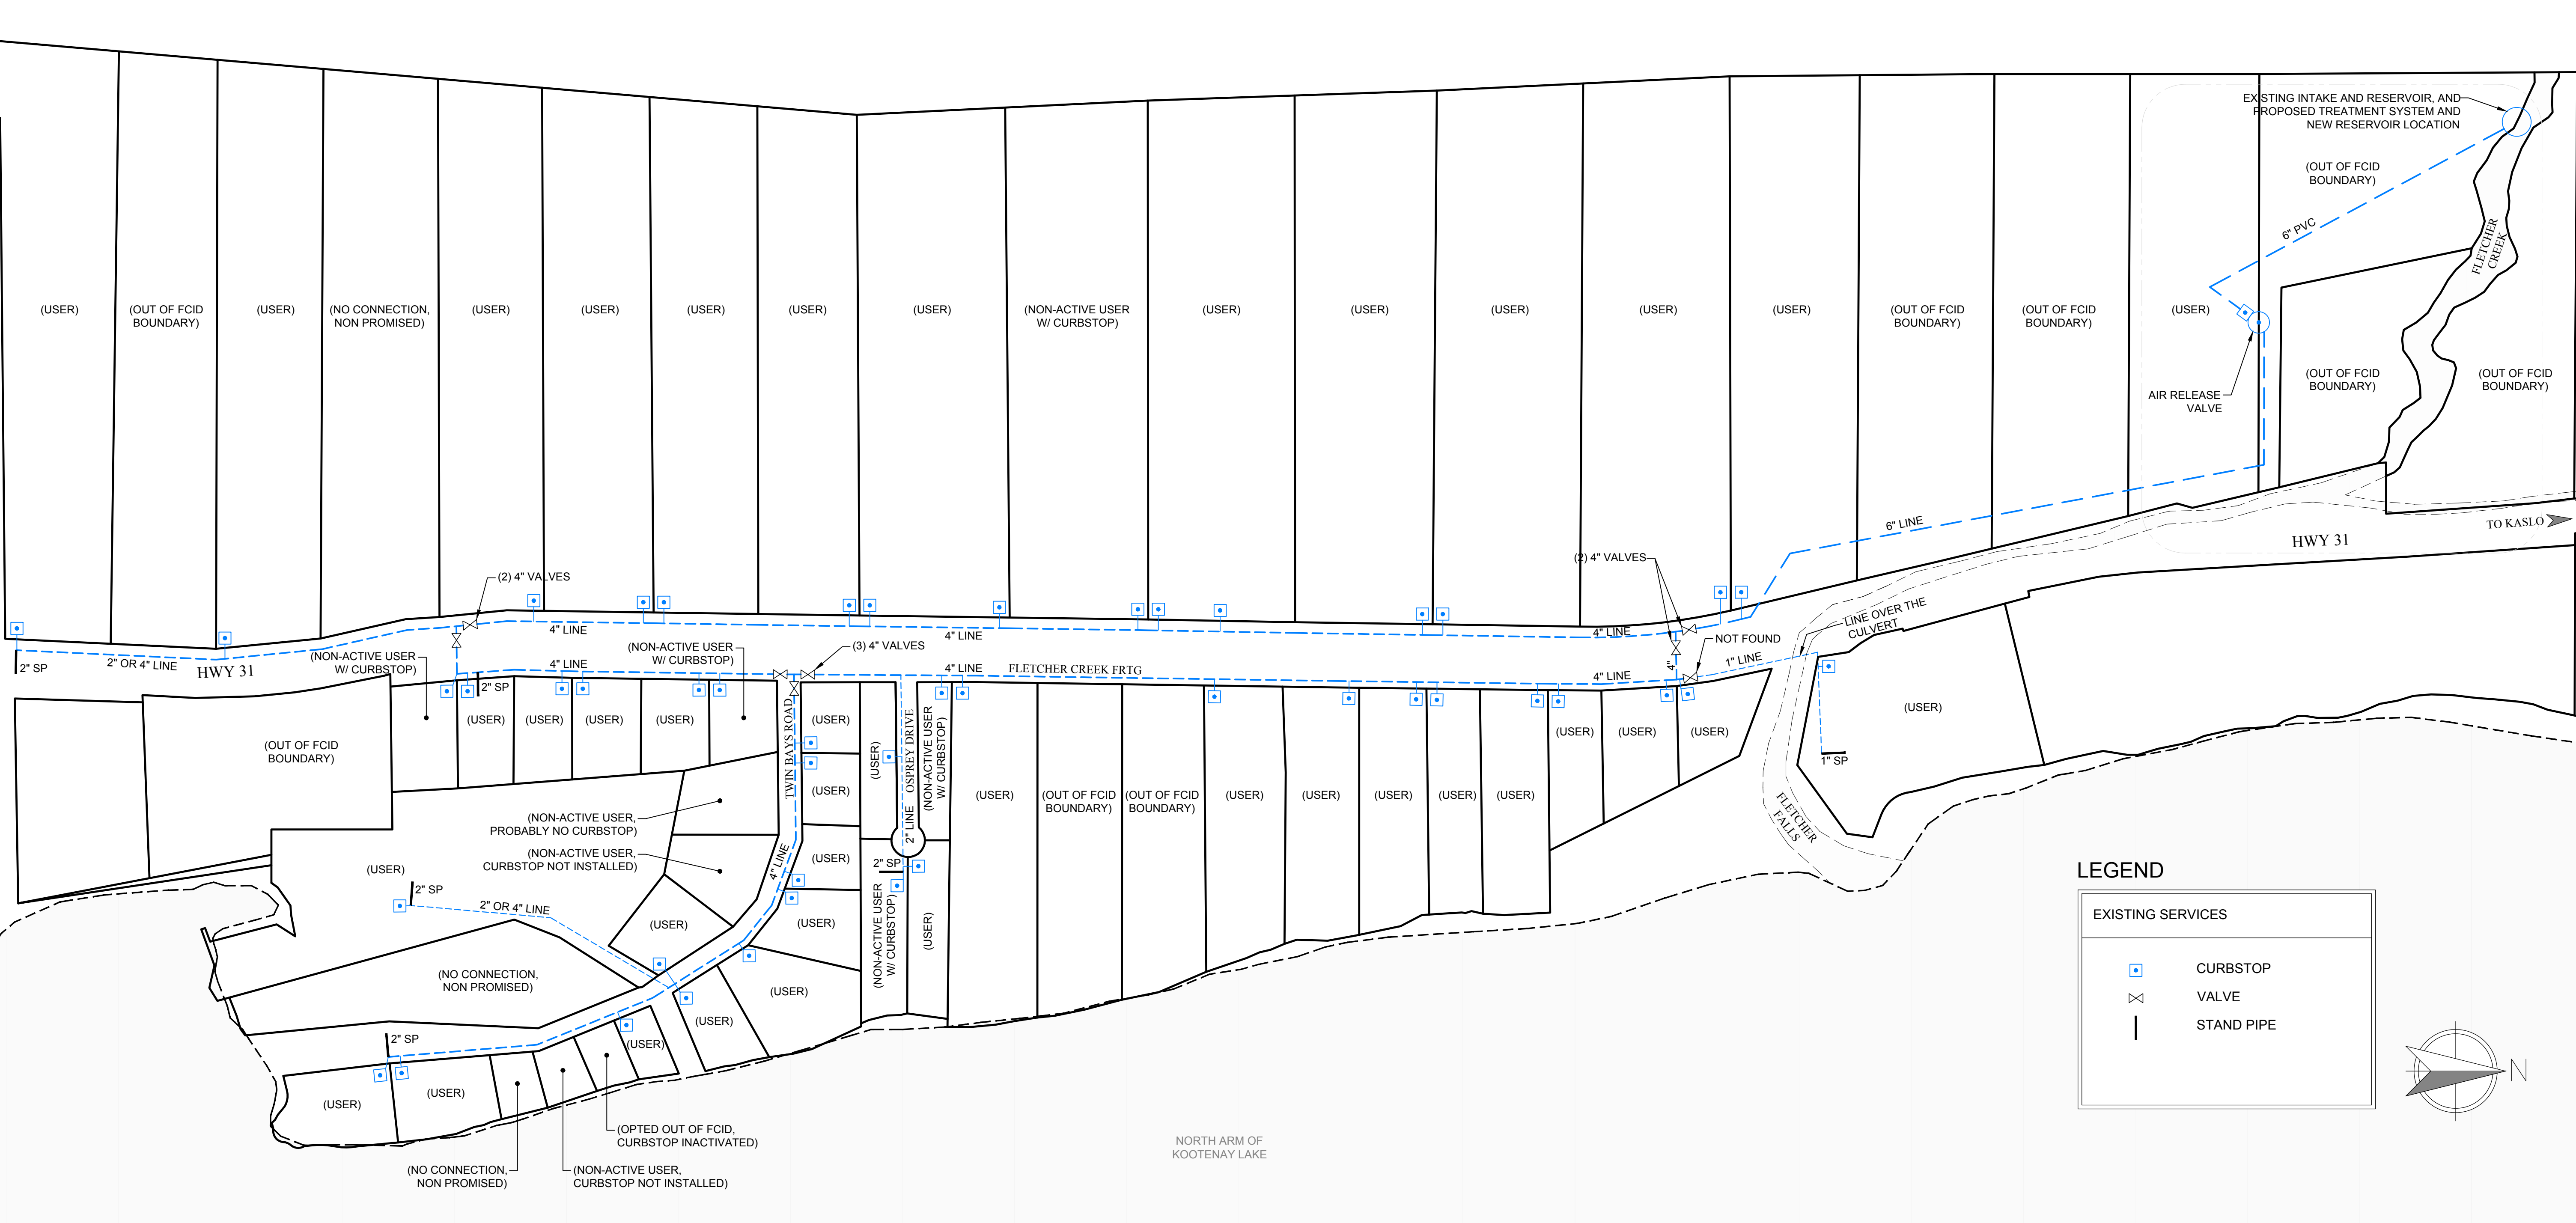 EXISTING INTAKE AND RESERVOIR, AND
PROPOSED TREATMENT SYSTEM AND
NEW RESERVOIR LOCATION
(OUT OF FCID
BOUNDARY)
6" PVC
FLETCHER
CREEK
(USER)
(OUT OF FCID
BOUNDARY)
(USER)
(NO CONNECTION,
NON PROMISED)
(USER)
(USER)
(USER)
(USER)
(USER)
(NON-ACTIVE USER
W/ CURBSTOP)
(USER)
(USER)
(USER)
(USER)
(USER)
(OUT OF FCID
BOUNDARY)
(OUT OF FCID
BOUNDARY)
(USER)
(OUT OF FCID
BOUNDARY)
(OUT OF FCID
BOUNDARY)
AIR RELEASE
VALVE
6" LINE
TO KASLO
HWY 31
(2) 4" VALVES
(2) 4" VALVES
4" LINE
4" LINE
4" LINE
LINE OVER THE
CULVERT
NOT FOUND
2" SP
2" OR 4" LINE
HWY 31
(NON-ACTIVE USER
W/ CURBSTOP)
4" LINE
(NON-ACTIVE USER
W/ CURBSTOP)
(3) 4" VALVES
4" LINE
FLETCHER CREEK FRTG
4" LINE
4"
1" LINE
2" SP
(USER)
(USER)
(USER)
(USER)
TWIN BAYS ROAD
(USER)
(USER)
OSPREY DRIVE
2" LINE
(NON-ACTIVE USER
W/ CURBSTOP)
(USER)
(USER)
(USER)
(USER)
1" SP
(OUT OF FCID
BOUNDARY)
(USER)
(USER)
(OUT OF FCID
BOUNDARY)
(OUT OF FCID
BOUNDARY)
(USER)
(USER)
(USER)
(USER)
(USER)
FLETCHER
FALLS
(NON-ACTIVE USER,
PROBABLY NO CURBSTOP)
(NON-ACTIVE USER,
CURBSTOP NOT INSTALLED)
4" LINE
(USER)
2" SP
(USER)
2" SP
2" OR 4" LINE
(USER)
(USER)
(NON-ACTIVE USER
W/ CURBSTOP)
(USER)
(NO CONNECTION,
NON PROMISED)
(USER)
(USER)
2" SP
(USER)
(USER)
(USER)
(OPTED OUT OF FCID,
CURBSTOP INACTIVATED)
(NO CONNECTION,
NON PROMISED)
(NON-ACTIVE USER,
CURBSTOP NOT INSTALLED)
NORTH ARM OF
KOOTENAY LAKE
LEGEND
EXISTING SERVICES
CURBSTOP
VALVE
STAND PIPE
N